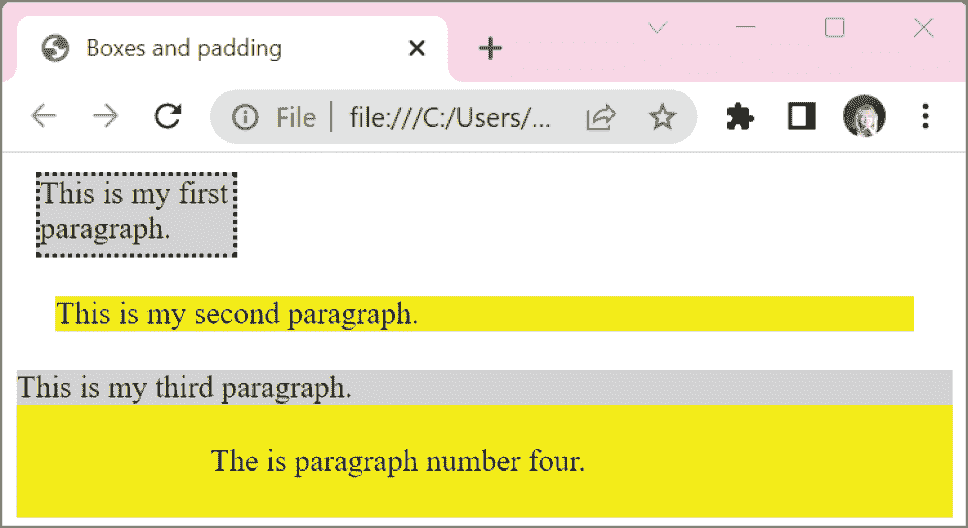 Boxes and padding
File | file:///C:/Users/...
This is my first
paragraph.
This is my second paragraph.
This is my third paragraph.
The is paragraph number four.